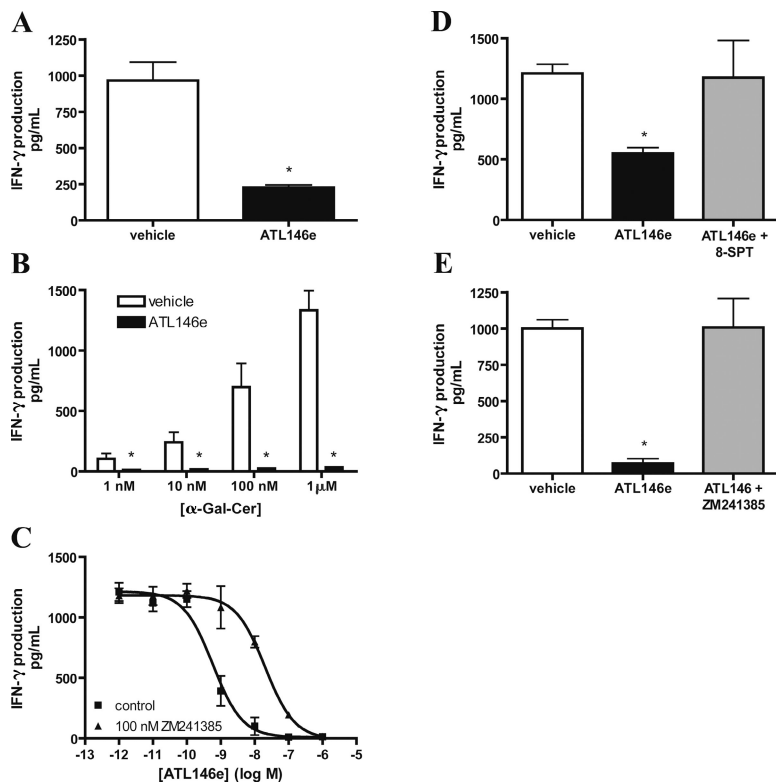 A
IFN-γ production
pg/mL
1250
1000
750
500
250
0
*
vehicle
ATL146e
B
IFN-γ production
pg/mL
1500
1000
500
0
vehicle
ATL146e
*
*
*
*
1 nM
10 nM
100 nM
1μM
[α-Gal-Cer]
C
IFN-γ production
pg/mL
1500
1000
500
0
control
100 nM ZM241385
-13
-12
-11
-10
-9
-8
-7
-6
-5
[ATL146e] (log M)
D
IFN-γ production
pg/mL
1500
1000
500
0
*
vehicle
ATL146e
ATL146e +
8-SPT
E
IFN-γ production
pg/mL
1250
1000
750
500
250
0
*
vehicle
ATL146e
ATL146 +
ZM241385